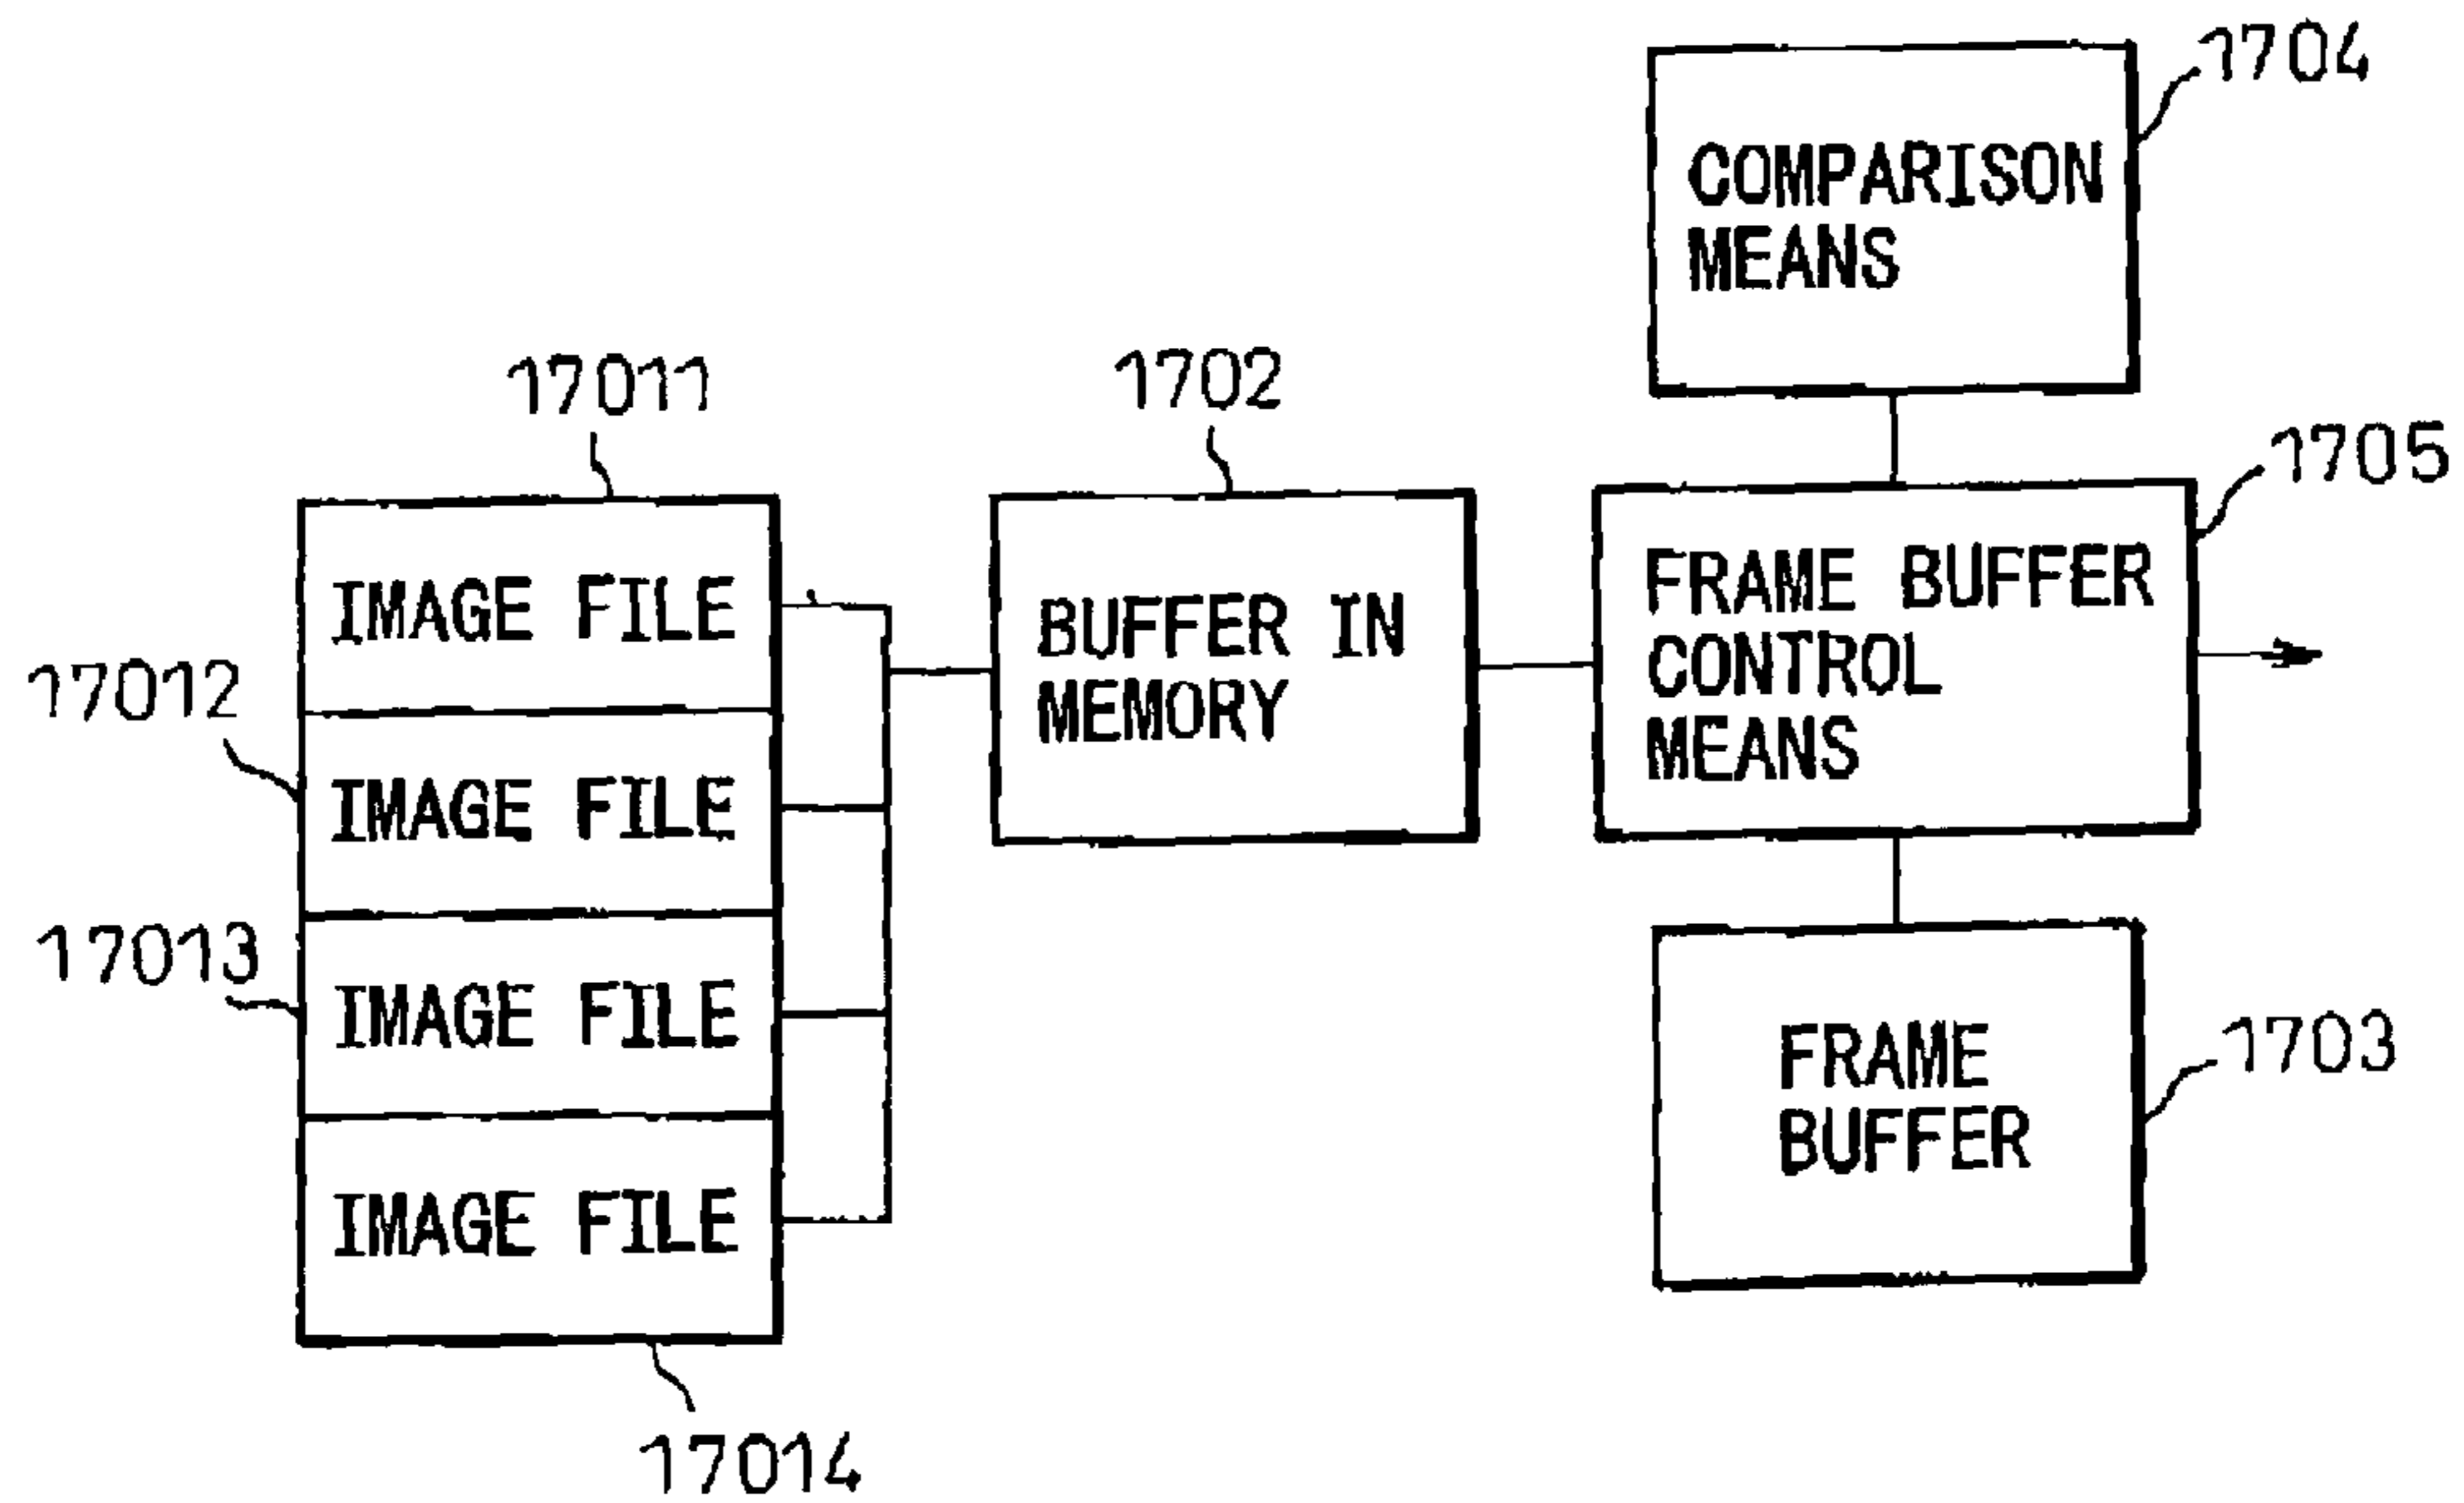 1704
COMPARISON
MEANS
17011
1702
1705
IMAGE FILE
BUFFER IN
MEMORY
FRAME BUFFER
CONTROL
MEANS
17012
IMAGE FILE
17013
IMAGE FILE
1703
FRAME
BUFFER
IMAGE FILE
17014